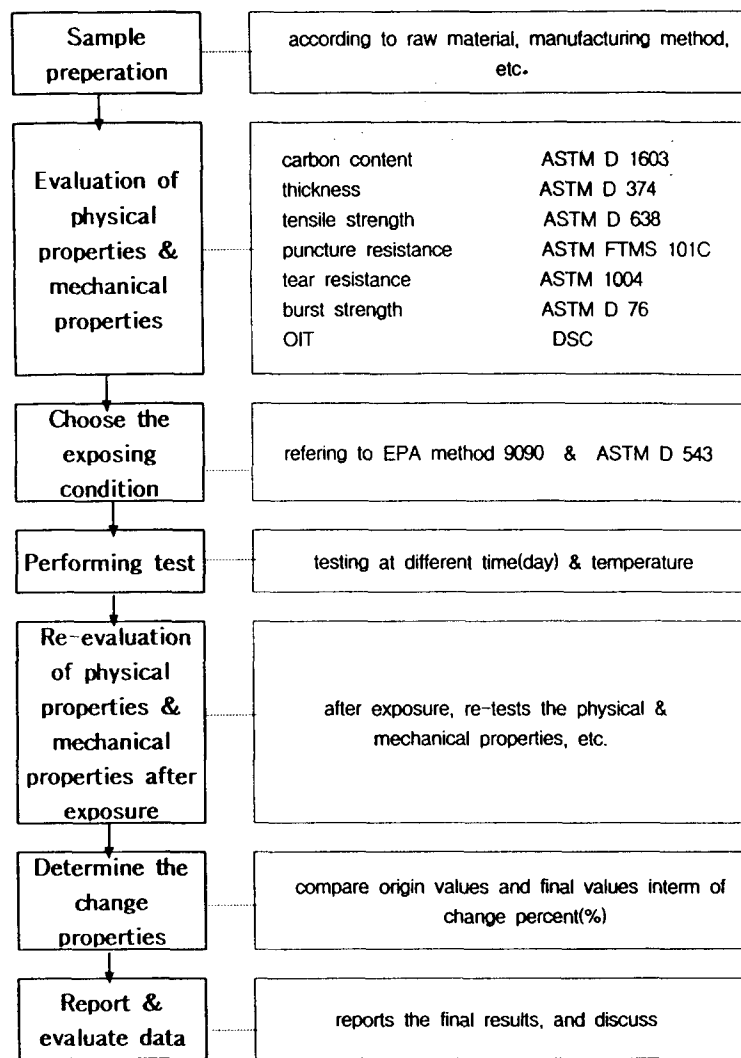 Sample
preperation
according to raw material, manufacturing method,
etc.
Evaluation of
physical
properties &
mechanical
properties
carbon content ASTM D 1603
thickness ASTM D 374
tensile strength ASTM D 638
puncture resistance ASTM FTMS 101C
tear resistance ASTM 1004
burst strength ASTM D 76
OIT DSC
Choose the
exposing
condition
refering to EPA method 9090 & ASTM D 543
Performing test
testing at different time(day) & temperature
Re-evaluation
of physical
properties &
mechanical
properties after
exposure
after exposure, re-tests the physical &
mechanical properties, etc.
Determine the
change
properties
compare origin values and final values interm of
change percent(%)
Report &
evaluate data
reports the final results, and discuss